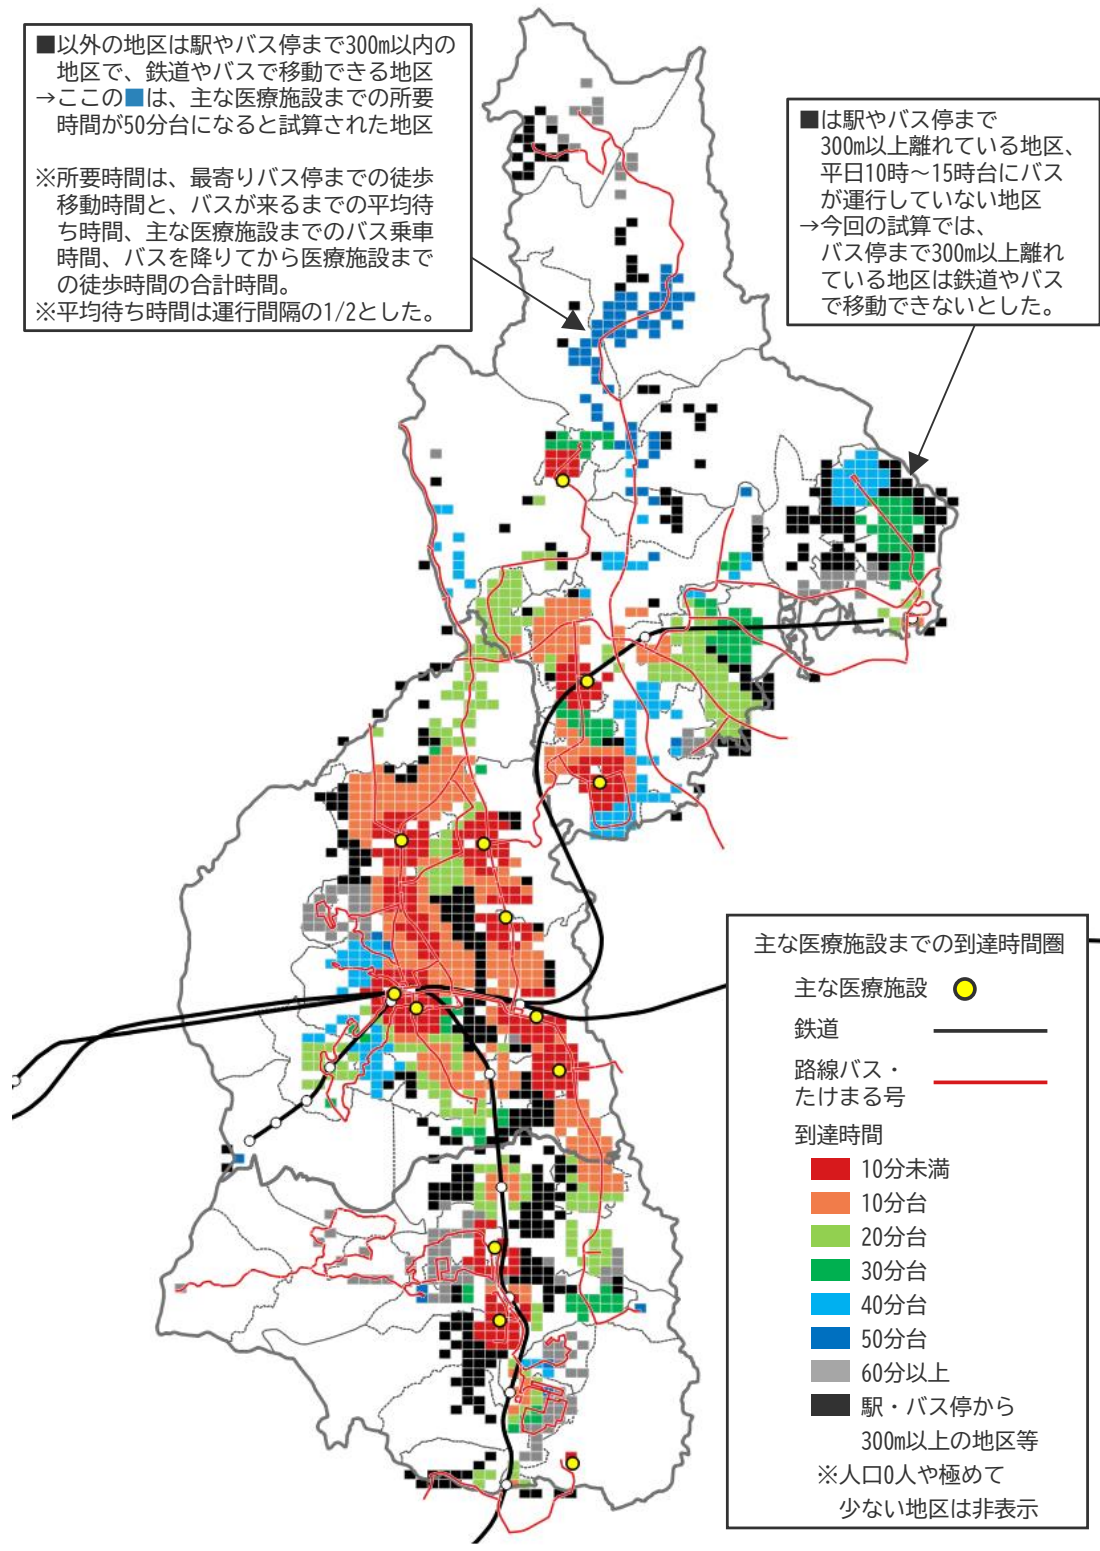 ■以外の地区は駅やバス停まで300m以内の
地区で、鉄道やバスで移動できる地区
→ここの■は、主な医療施設までの所要
時間が50分台になると試算された地区
※所要時間は、最寄りバス停までの徒歩
移動時間と、バスが来るまでの平均待
ち時間、主な医療施設までのバス乗車
時間、バスを降りてから医療施設まで
の徒歩時間の合計時間。
※平均待ち時間は運行間隔の1/2とした。
■は駅やバス停まで
300m以上離れている地区、
平日10時～15時台にバス
が運行していない地区
→今回の試算では、
バス停まで300m以上離れ
ている地区は鉄道やバス
で移動できないとした。
主な医療施設までの到達時間圏
主な医療施設
鉄道
路線バス・
たけまる号
到達時間
10分未満
10分台
20分台
30分台
40分台
50分台
60分以上
駅・バス停から
300m以上の地区等
※人口0人や極めて
少ない地区は非表示